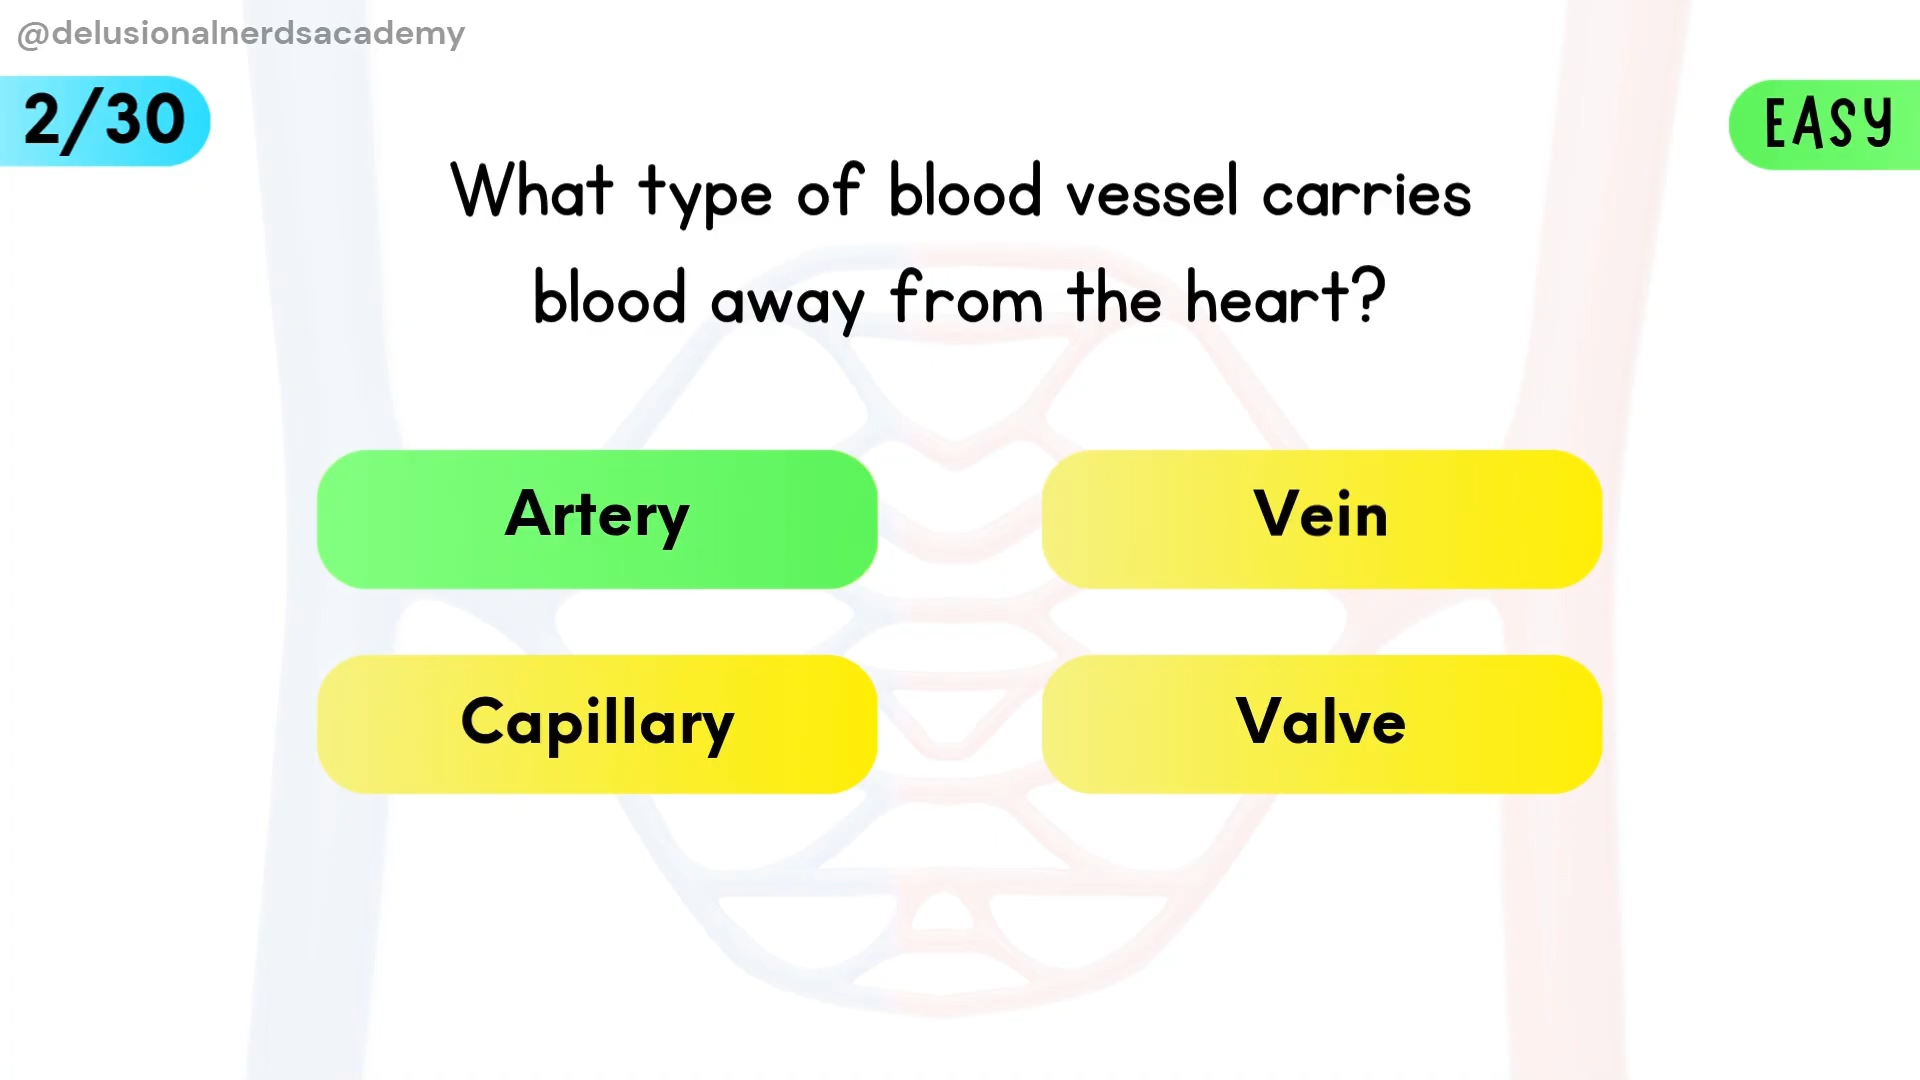 @delusionalnerdsacademy
2/30
EASY
What type of blood vessel carries
blood away from the heart?
Artery
Vein
Capillary
Valve